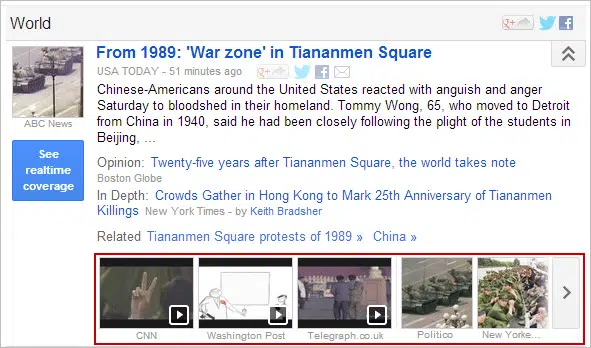 World
g+
From 1989: 'War zone' in Tiananmen Square
USA TODAY - 51 minutes ago
g+
ABC News
Chinese-Americans around the United States reacted with anguish and anger
Saturday to bloodshed in their homeland. Tommy Wong, 65, who moved to Detroit
from China in 1940, said he had been closely following the plight of the students in
Beijing, ...
See
realtime
coverage
Opinion: Twenty-five years after Tiananmen Square, the world takes note
Boston Globe
In Depth: Crowds Gather in Hong Kong to Mark 25th Anniversary of Tiananmen
Killings New York Times - by Keith Bradsher
Related Tiananmen Square protests of 1989 » China »
CNN Washington Post Telegraph.co.uk Politico New Yorke...